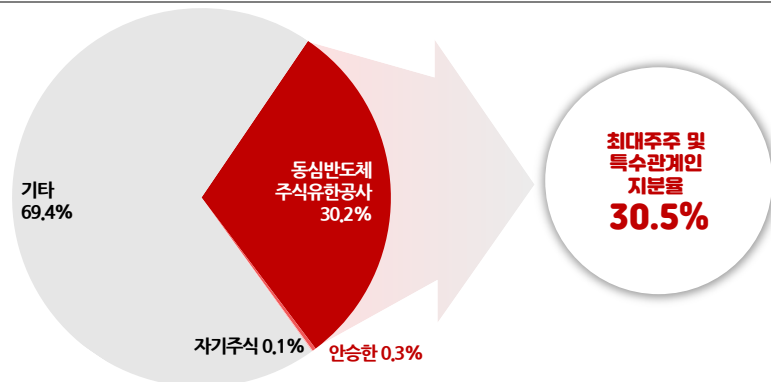 기타
69.4%
동심반도체
주식유한공사
30.2%
자기주식 0.1%
안승한 0.3%
최대주주 및
특수관계인
지분율
30.5%